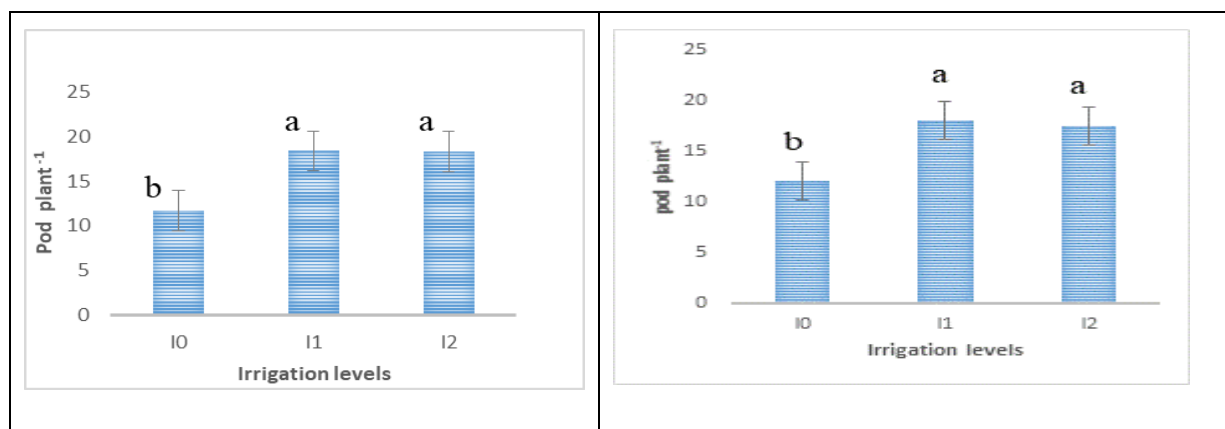 25
20
15
10
5
0
Pod plant⁻¹
b
a
a
I0 I1 I2
Irrigation levels
25
20
15
10
5
0
pod plant⁻¹
b
a
a
I0 I1 I2
Irrigation levels